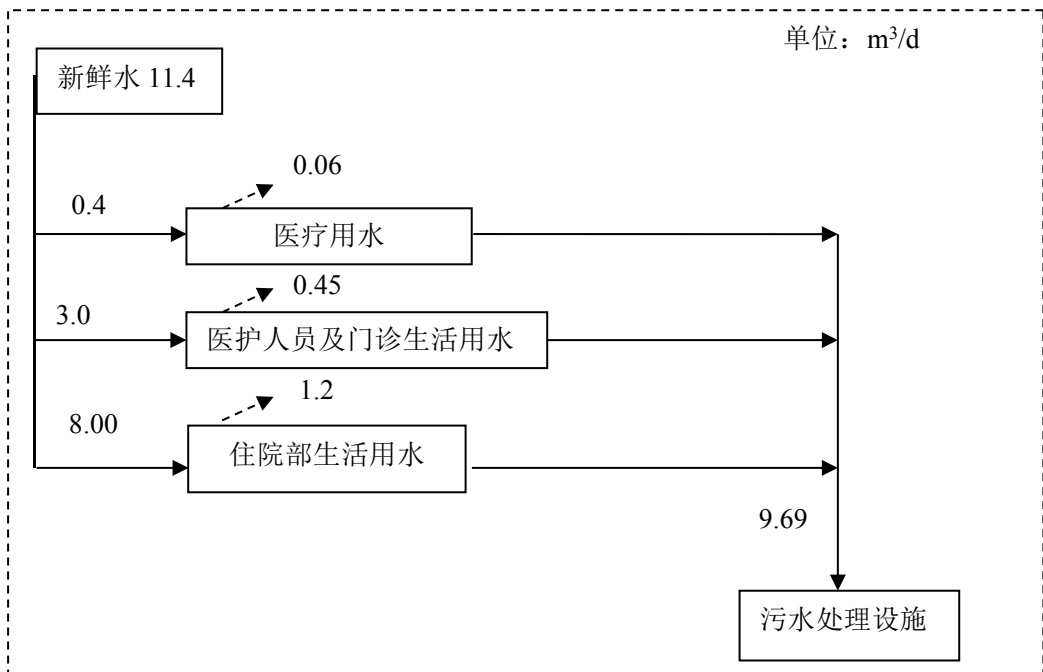 单位：m³/d
新鲜水 11.4
0.06
0.4
医疗用水
0.45
3.0
医护人员及门诊生活用水
1.2
8.00
住院部生活用水
9.69
污水处理设施